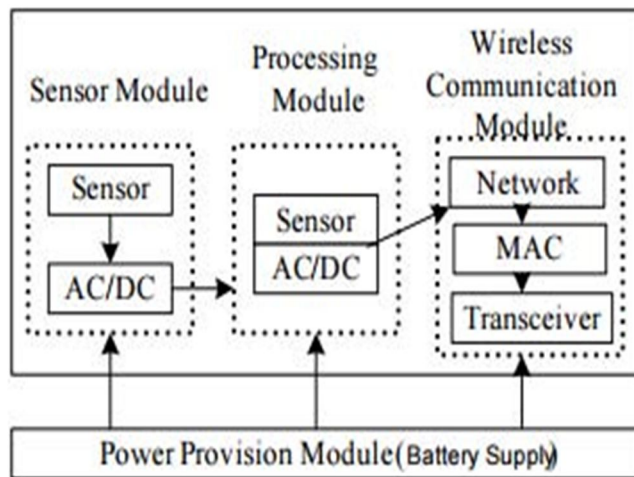 Sensor Module
Sensor
AC/DC
Processing
Module
Sensor
AC/DC
Wireless
Communication
Module
Network
MAC
Transceiver
Power Provision Module(Battery Supply)